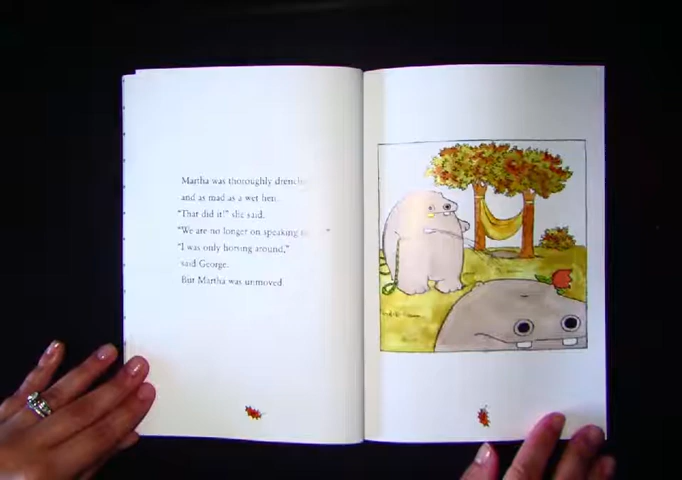 Martha was thoroughly drenched
and as mad as a wet hen.
"That did it!" she said.
"We are no longer on speaking
"I was only horsing around,"
said George.
But Martha was unmoved.